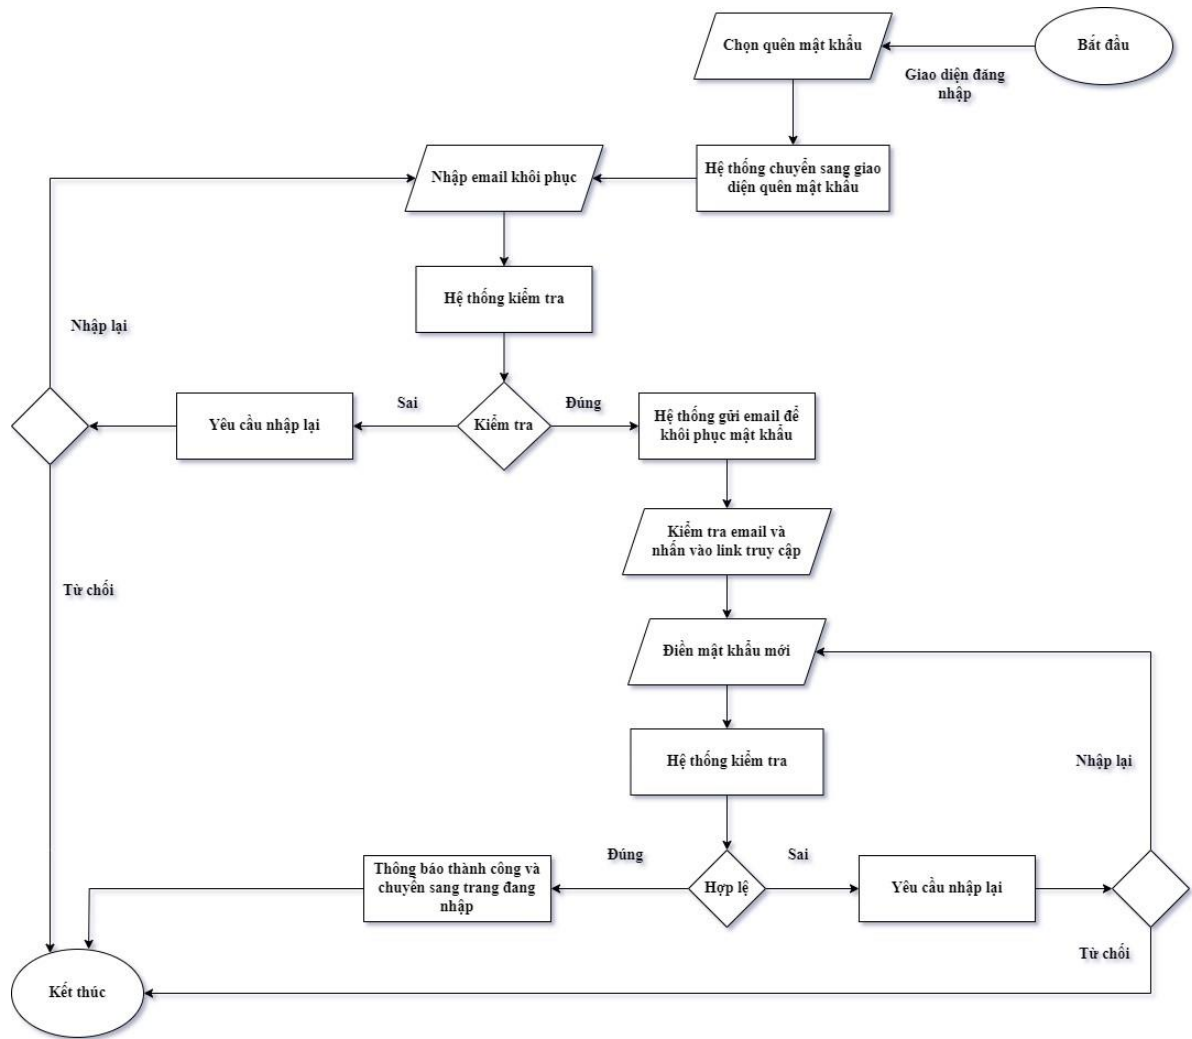 Chọn quên mật khẩu
Bắt đầu
Giao diện đăng
nhập
Nhập email khôi phục
Hệ thống chuyển sang giao
diện quên mật khẩu
Hệ thống kiểm tra
Nhập lại
Yêu cầu nhập lại
Sai
Kiểm tra
Đúng
Hệ thống gửi email để
khôi phục mật khẩu
Kiểm tra email và
nhấn vào link truy cập
Từ chối
Điền mật khẩu mới
Hệ thống kiểm tra
Nhập lại
Thông báo thành công và
chuyển sang trang đang
nhập
Đúng
Hợp lệ
Sai
Yêu cầu nhập lại
Từ chối
Kết thúc